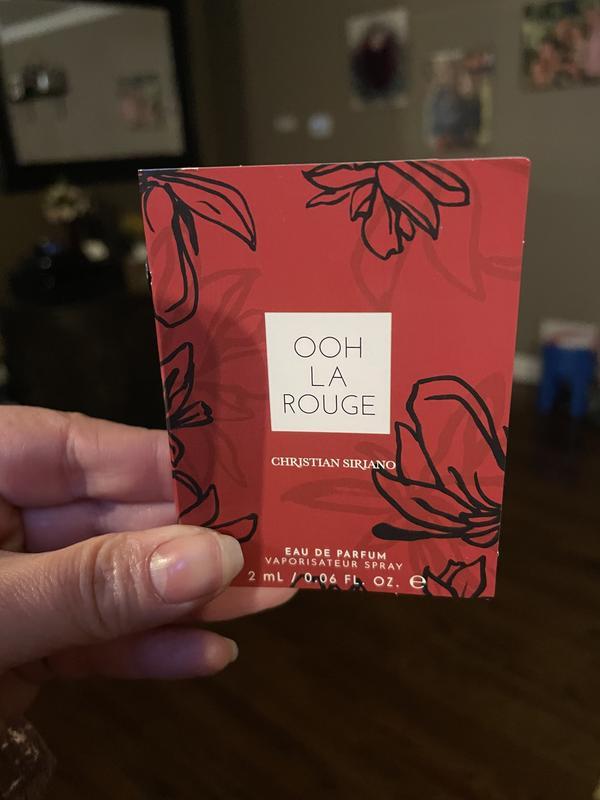 OOH
LA
ROUGE
CHRISTIAN SIRIANO
EAU DE PARFUM
VAPORISATEUR SPRAY
2 mL / 0.06 FL. OZ. ℮